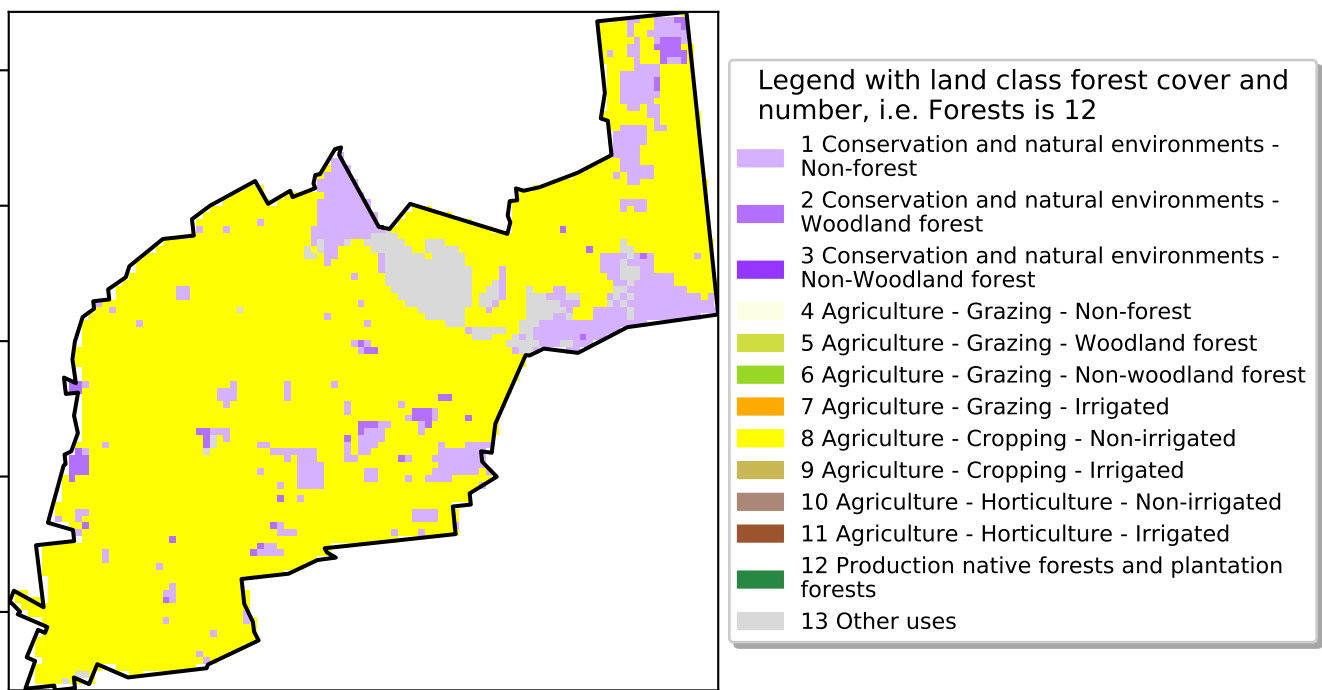 Legend with land class forest cover and
number, i.e. Forests is 12
1 Conservation and natural environments -
Non-forest
2 Conservation and natural environments -
Woodland forest
3 Conservation and natural environments -
Non-Woodland forest
4 Agriculture - Grazing - Non-forest
5 Agriculture - Grazing - Woodland forest
6 Agriculture - Grazing - Non-woodland forest
7 Agriculture - Grazing - Irrigated
8 Agriculture - Cropping - Non-irrigated
9 Agriculture - Cropping - Irrigated
10 Agriculture - Horticulture - Non-irrigated
11 Agriculture - Horticulture - Irrigated
12 Production native forests and plantation
forests
13 Other uses